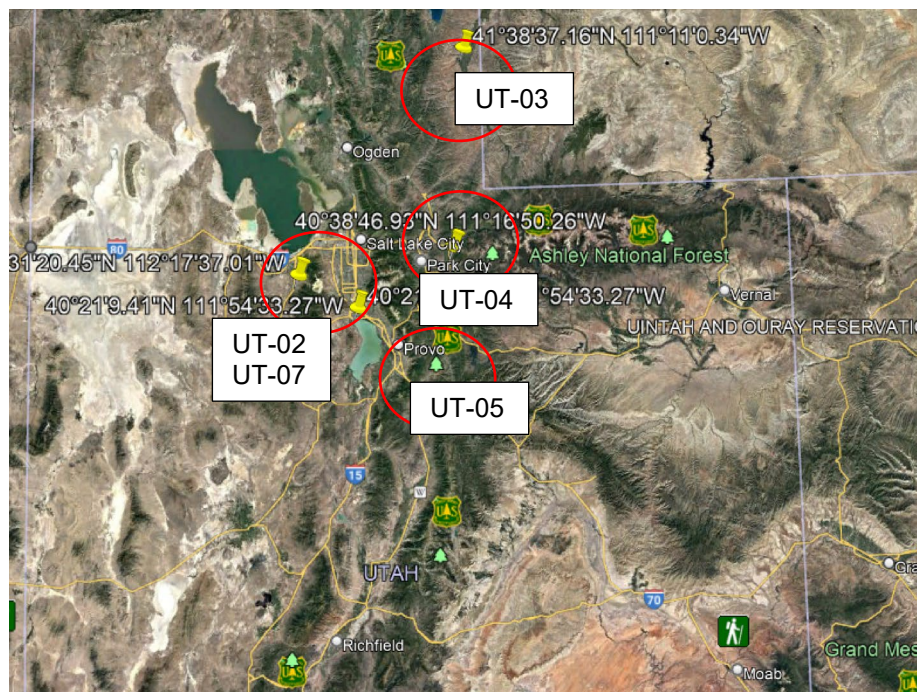 41°38'37.16"N 111°11'0.34"W
UT-03
Ogden
40°38'46.93"N 111°16'50.26"W
Salt Lake City
80
Park City
Ashley National Forest
31'20.45"N 112°17'37.01"W
40°21'9.41"N 111°54'33.27"W
40°2
54'33.27"W
UT-04
Vernal
UINTAH AND OURAY RESERVATI
UT-02
UT-07
Provo
UT-05
15
UTAH
70
Richfield
Gra
Grand Mes
Moab